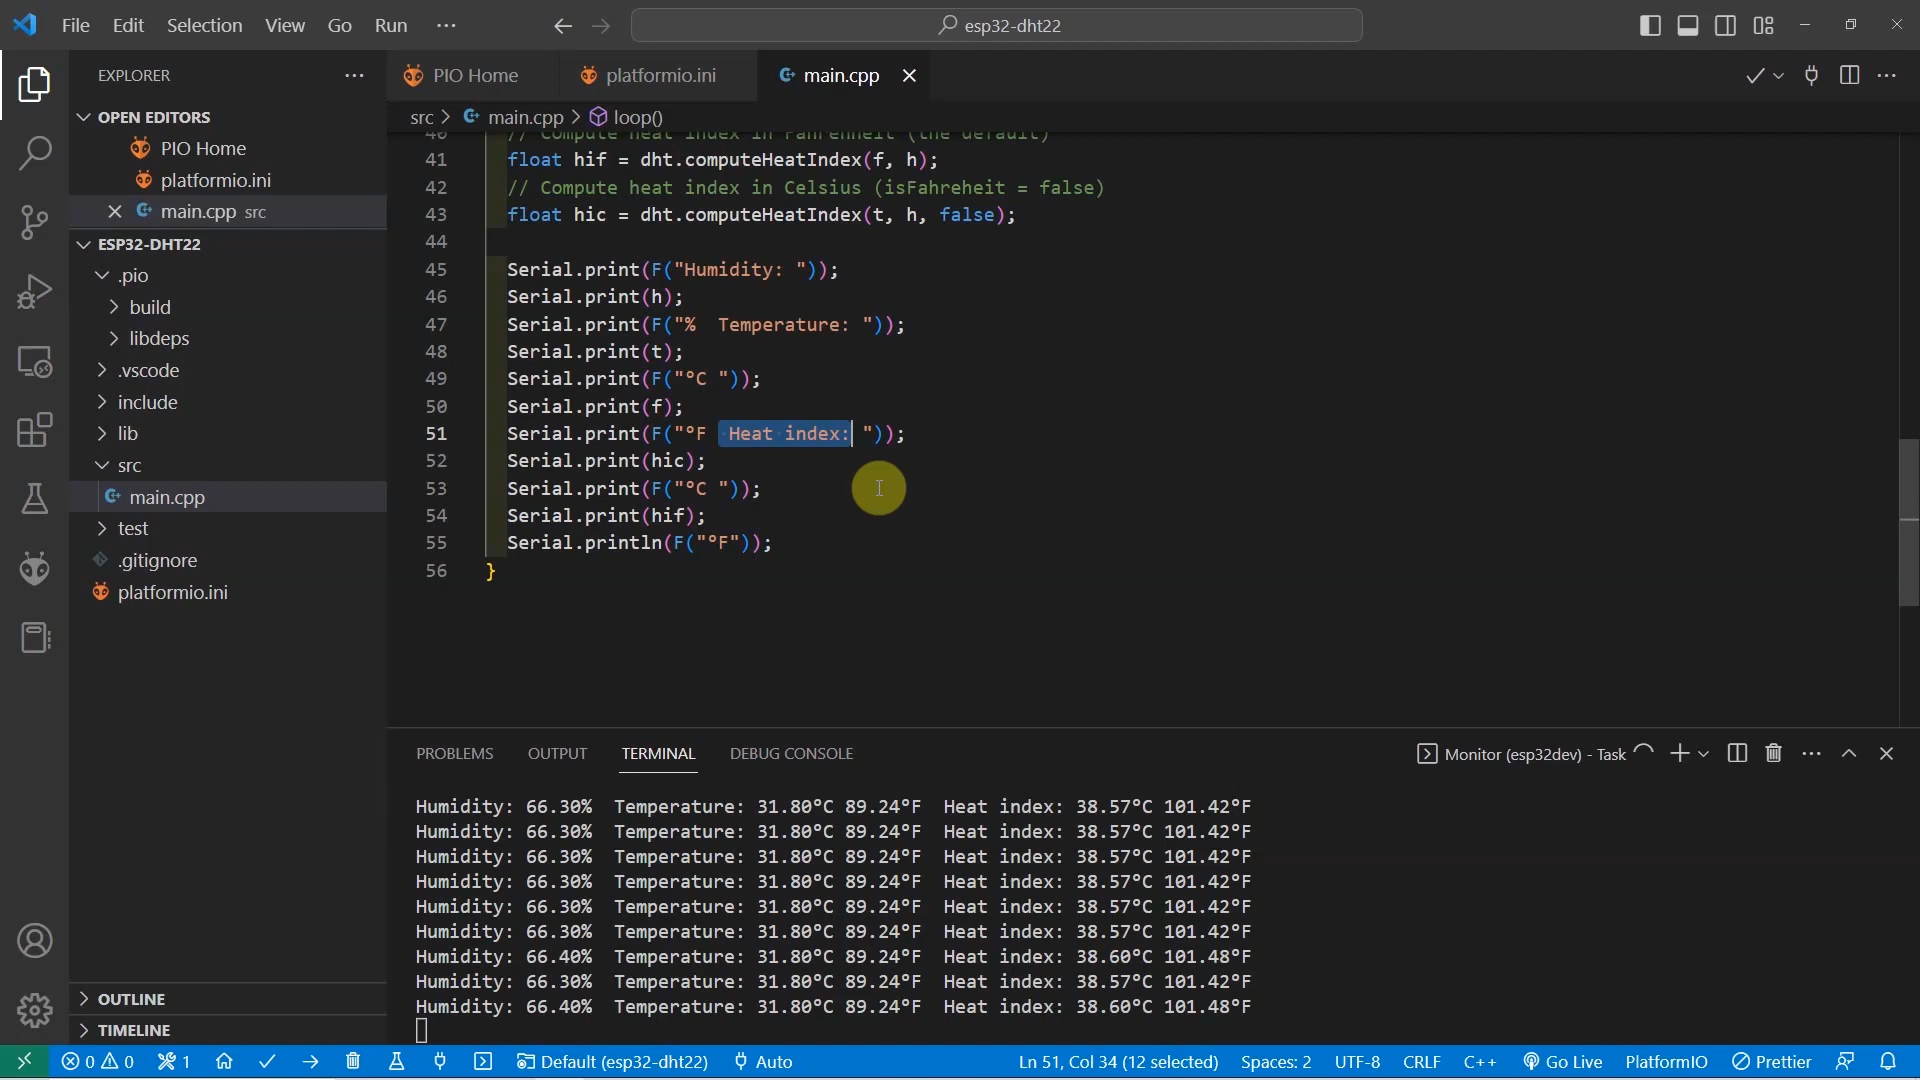 File Edit Selection View Go Run ···
esp32-dht22
EXPLORER
PIO Home
platformio.ini
main.cpp
src > main.cpp > loop()
OPEN EDITORS
PIO Home
platformio.ini
main.cpp src
ESP32-DHT22
.pio
build
libdeps
.vscode
include
lib
src
main.cpp
test
.gitignore
platformio.ini
OUTLINE
TIMELINE
40 // Compute heat index in Fahrenheit (the default)
41 float hif = dht.computeHeatIndex(f, h);
42 // Compute heat index in Celsius (isFahreheit = false)
43 float hic = dht.computeHeatIndex(t, h, false);
44
45 Serial.print(F("Humidity: "));
46 Serial.print(h);
47 Serial.print(F("%  Temperature: "));
48 Serial.print(t);
49 Serial.print(F("°C "));
50 Serial.print(f);
51 Serial.print(F("°F  Heat index: "));
52 Serial.print(hic);
53 Serial.print(F("°C "));
54 Serial.print(hif);
55 Serial.println(F("°F"));
56 }
PROBLEMS OUTPUT TERMINAL DEBUG CONSOLE
Monitor (esp32dev) - Task
Humidity: 66.30%  Temperature: 31.80°C 89.24°F  Heat index: 38.57°C 101.42°F
Humidity: 66.30%  Temperature: 31.80°C 89.24°F  Heat index: 38.57°C 101.42°F
Humidity: 66.30%  Temperature: 31.80°C 89.24°F  Heat index: 38.57°C 101.42°F
Humidity: 66.30%  Temperature: 31.80°C 89.24°F  Heat index: 38.57°C 101.42°F
Humidity: 66.30%  Temperature: 31.80°C 89.24°F  Heat index: 38.57°C 101.42°F
Humidity: 66.30%  Temperature: 31.80°C 89.24°F  Heat index: 38.57°C 101.42°F
Humidity: 66.40%  Temperature: 31.80°C 89.24°F  Heat index: 38.60°C 101.48°F
Humidity: 66.30%  Temperature: 31.80°C 89.24°F  Heat index: 38.57°C 101.42°F
Humidity: 66.40%  Temperature: 31.80°C 89.24°F  Heat index: 38.60°C 101.48°F
0 0 1 Default (esp32-dht22) Auto Ln 51, Col 34 (12 selected) Spaces: 2 UTF-8 CRLF C++ Go Live PlatformIO Prettier